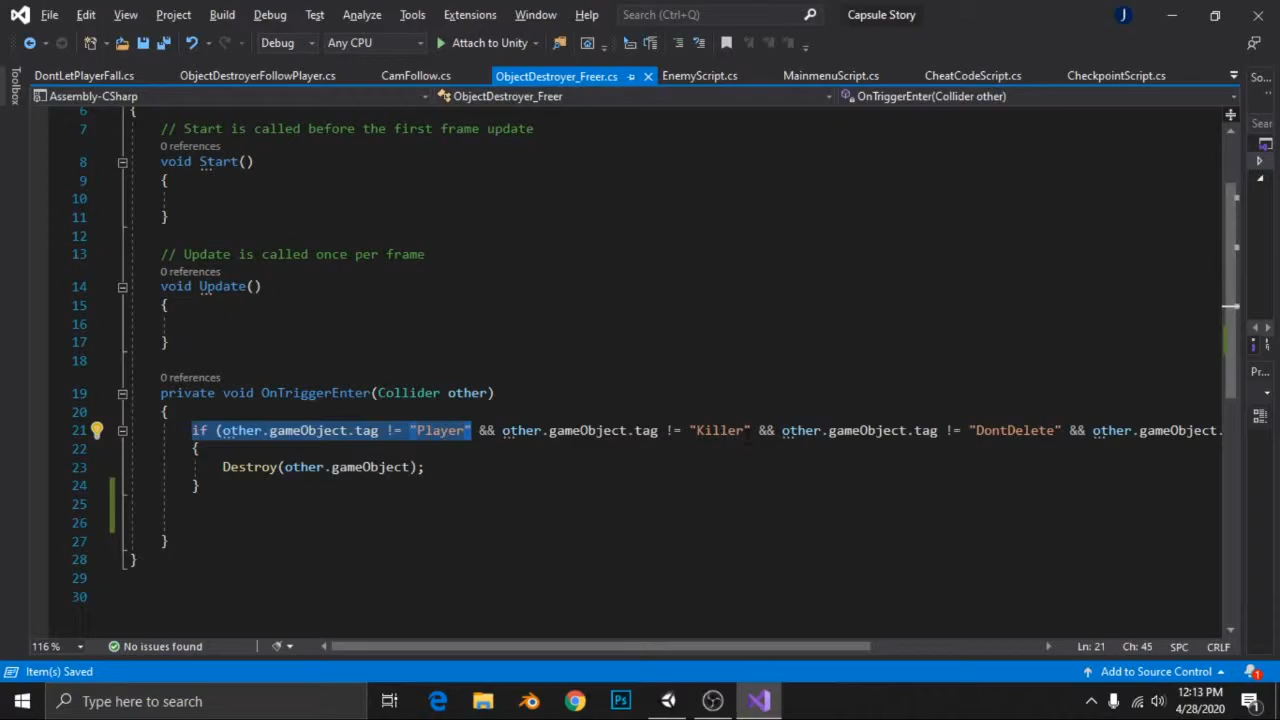 File Edit View Project Build Debug Test Analyze Tools Extensions Window Help Search (Ctrl+Q) Capsule Story J
Debug Any CPU Attach to Unity
DontLetPlayerFall.cs ObjectDestroyerFollowPlayer.cs CamFollow.cs ObjectDestroyer_Freer.cs EnemyScript.cs MainmenuScript.cs CheatCodeScript.cs CheckpointScript.cs So...
Toolbox
Assembly-CSharp ObjectDestroyer_Freer OnTriggerEnter(Collider other)
6 {
7 // Start is called before the first frame update
0 references
8 void Start()
9 {
10
11 }
12
13 // Update is called once per frame
0 references
14 void Update()
15 {
16
17 }
18
0 references
19 private void OnTriggerEnter(Collider other)
20 {
21 if (other.gameObject.tag != "Player" && other.gameObject.tag != "Killer" && other.gameObject.tag != "DontDelete" && other.gameObject.
22 {
23 Destroy(other.gameObject);
24 }
25
26
27 }
28 }
29
30
Sear
Pr...
116 % No issues found Ln: 21 Ch: 45 SPC CRLF
Item(s) Saved Add to Source Control 1
Type here to search 12:13 PM
4/28/2020 1